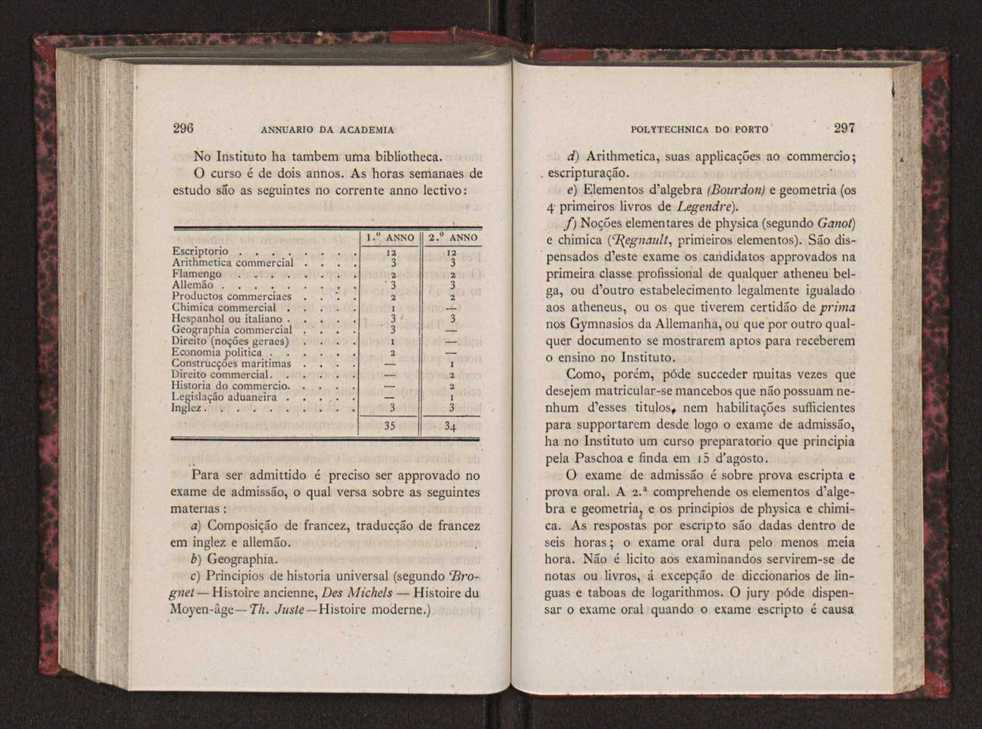 296 ANNUARIO DA ACADEMIA
No Instituto ha tambem uma bibliotheca.
O curso é de dois annos. As horas semanaes de
estudo são as seguintes no corrente anno lectivo:
1.º ANNO 2.º ANNO
Escriptorio . . . . . . . . 12 12
Arithmetica commercial . . . . 3 3
Flamengo . . . . . . . 2 2
Allemão . . . . . . . . . 3 3
Productos commerciaes . . . . 2 2
Chimica commercial . . . . . 1 —
Hespanhol ou italiano . . . . . 3 3
Geographia commercial . . . . 3 —
Direito (noções geraes) . . . . 1 —
Economia politica . . . . . . 2 —
Construcções maritimas . . . . — 1
Direito commercial . . . . . . — 2
Historia do commercio. . . . . — 2
Legislação aduaneira . . . . . — 1
Inglez . . . . . . . . . . 3 3
35 34
Para ser admittido é preciso ser approvado no
exame de admissão, o qual versa sobre as seguintes
materias :
a) Composição de francez, traducção de francez
em inglez e allemão.
b) Geographia.
c) Principios de historia universal (segundo Bro-
gnet — Histoire ancienne, Des Michels — Histoire du
Moyen-âge — Th. Juste — Histoire moderne.)
POLYTECHNICA DO PORTO 297
d) Arithmetica, suas applicações ao commercio;
escripturação.
e) Elementos d'algebra (Bourdon) e geometria (os
4 primeiros livros de Legendre).
f) Noções elementares de physica (segundo Ganot)
e chimica (Regnault, primeiros elementos). São dis-
pensados d'este exame os candidatos approvados na
primeira classe profissional de qualquer atheneu bel-
ga, ou d'outro estabelecimento legalmente igualado
aos atheneus, ou os que tiverem certidão de prima
nos Gymnasios da Allemanha, ou que por outro qual-
quer documento se mostrarem aptos para receberem
o ensino no Instituto.
Como, porém, póde succeder muitas vezes que
desejem matricular-se mancebos que não possuam ne-
nhum d'esses titulos, nem habilitações sufficientes
para supportarem desde logo o exame de admissão,
ha no Instituto um curso preparatorio que principia
pela Paschoa e finda em 15 d'agosto.
O exame de admissão é sobre prova escripta e
prova oral. A 2.ª comprehende os elementos d'alge-
bra e geometria, e os principios de physica e chimi-
ca. As respostas por escripto são dadas dentro de
seis horas; o exame oral dura pelo menos meia
hora. Não é licito aos examinandos servirem-se de
notas ou livros, á excepção de diccionarios de lin-
guas e taboas de logarithmos. O jury póde dispen-
sar o exame oral quando o exame escripto é causa